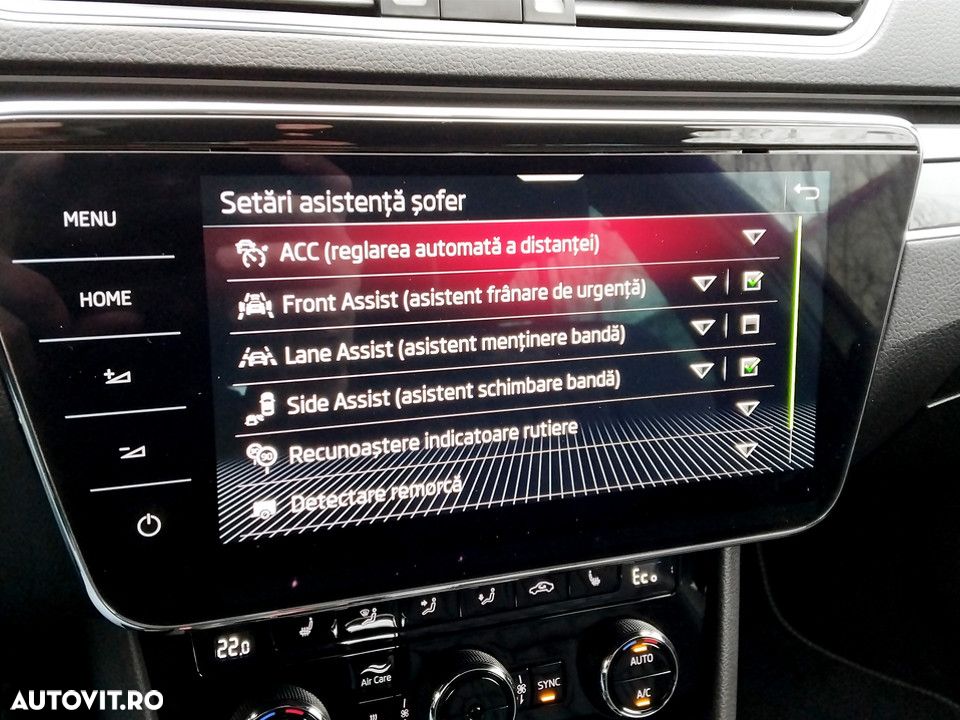 Setări asistență șofer
MENU
ACC (reglarea automată a distanței)
HOME
Front Assist (asistent frânare de urgență)
Lane Assist (asistent menținere bandă)
Side Assist (asistent schimbare bandă)
90
Recunoaștere indicatoare rutiere
Detectare remorcă
Eco
22.0
Air Care
SYNC
AUTO
A/C
AUTOVIT.RO